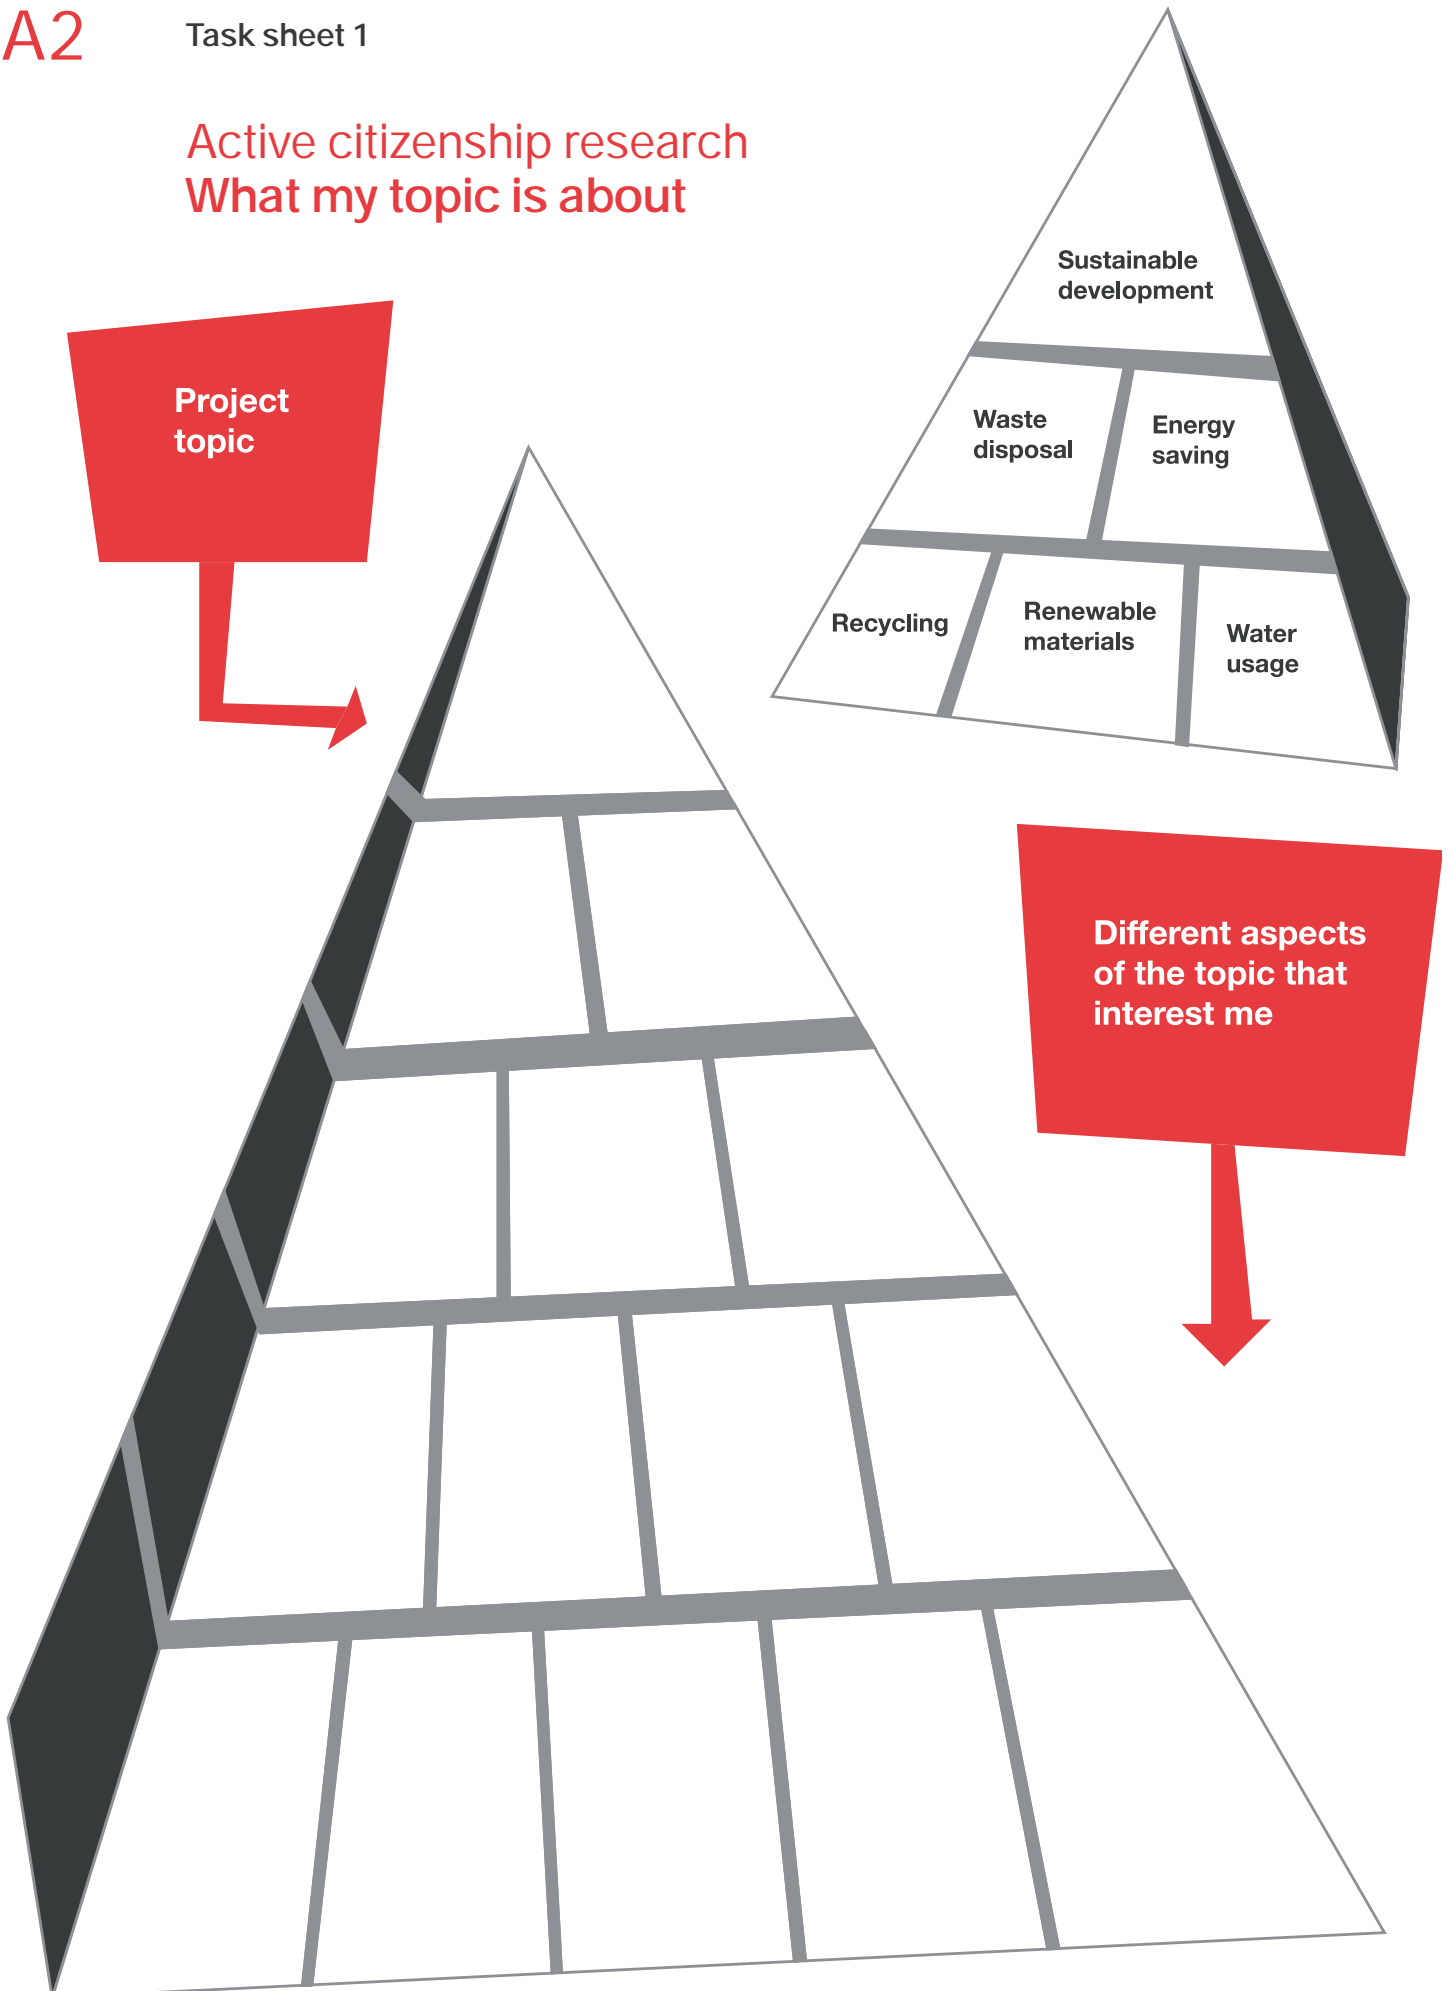 A2
Task sheet 1
Active citizenship research
What my topic is about
Project
topic
Sustainable
development
Waste
disposal
Energy
saving
Recycling
Renewable
materials
Water
usage
Different aspects
of the topic that
interest me